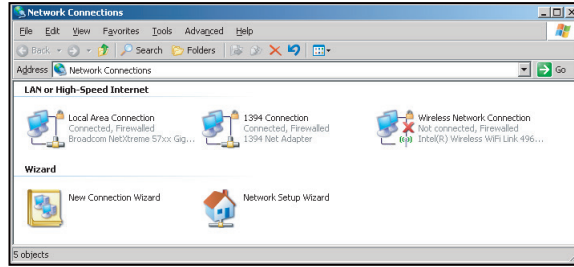 Network Connections
File Edit View Favorites Tools Advanced Help
Back Search Folders
Address Network Connections Go
LAN or High-Speed Internet
Local Area Connection
Connected, Firewalled
Broadcom NetXtreme 57xx Gig...
1394 Connection
Connected, Firewalled
1394 Net Adapter
Wireless Network Connection
Not connected, Firewalled
Intel(R) Wireless WiFi Link 496...
Wizard
New Connection Wizard
Network Setup Wizard
5 objects